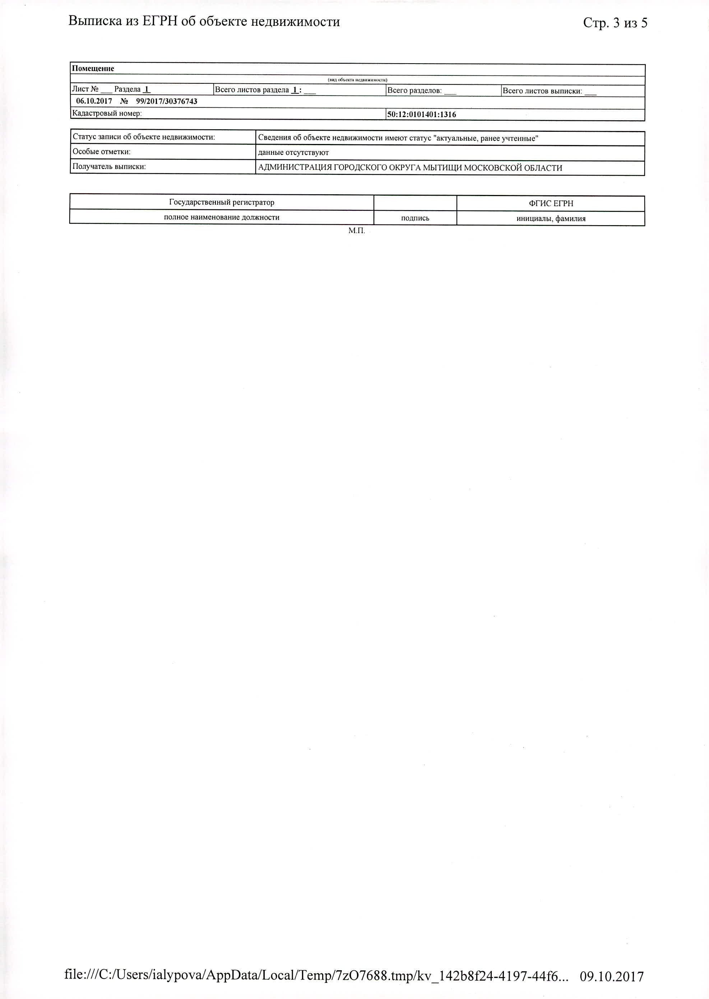 Выписка из ЕГРН об объекте недвижимости Стр. 3 из 5
Помещение
(вид объекта недвижимости)
Лист № ___ Раздела 1 Всего листов раздела 1 : ___ Всего разделов: ___ Всего листов выписки: ___
06.10.2017 № 99/2017/30376743
Кадастровый номер: 50:12:0101401:1316
Статус записи об объекте недвижимости: Сведения об объекте недвижимости имеют статус "актуальные, ранее учтенные"
Особые отметки: данные отсутствуют
Получатель выписки: АДМИНИСТРАЦИЯ ГОРОДСКОГО ОКРУГА МЫТИЩИ МОСКОВСКОЙ ОБЛАСТИ
Государственный регистратор ФГИС ЕГРН
полное наименование должности подпись инициалы, фамилия
М.П.
file:///C:/Users/ialypova/AppData/Local/Temp/7zO7688.tmp/kv_142b8f24-4197-44f6... 09.10.2017